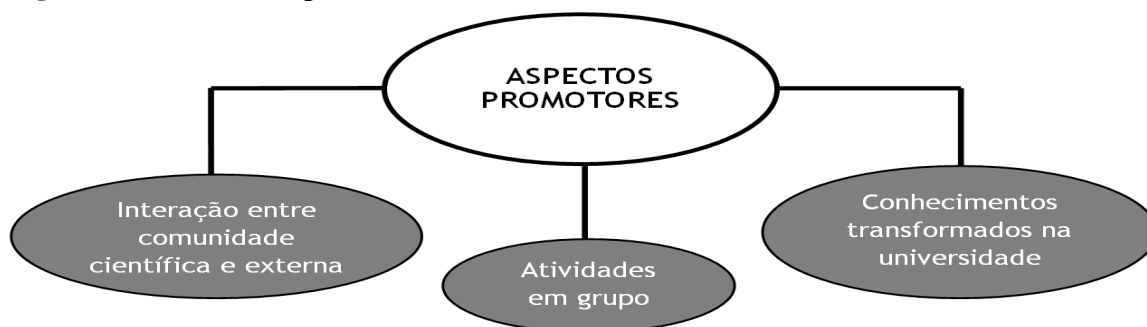 ASPECTOS
PROMOTORES
Interação entre
comunidade
científica e externa
Atividades
em grupo
Conhecimentos
transformados na
universidade